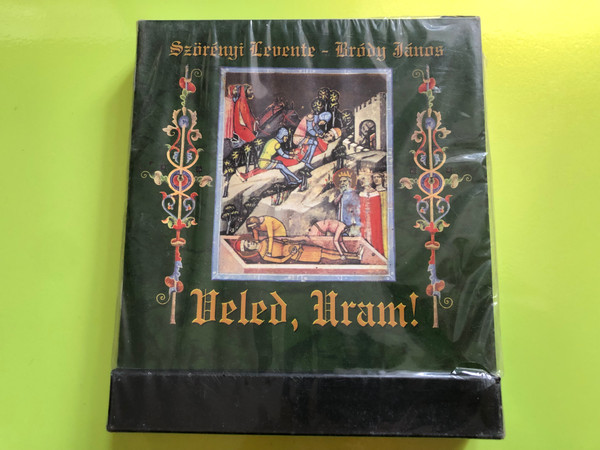 Szörényi Levente - Bródy János
Veled, Uram!